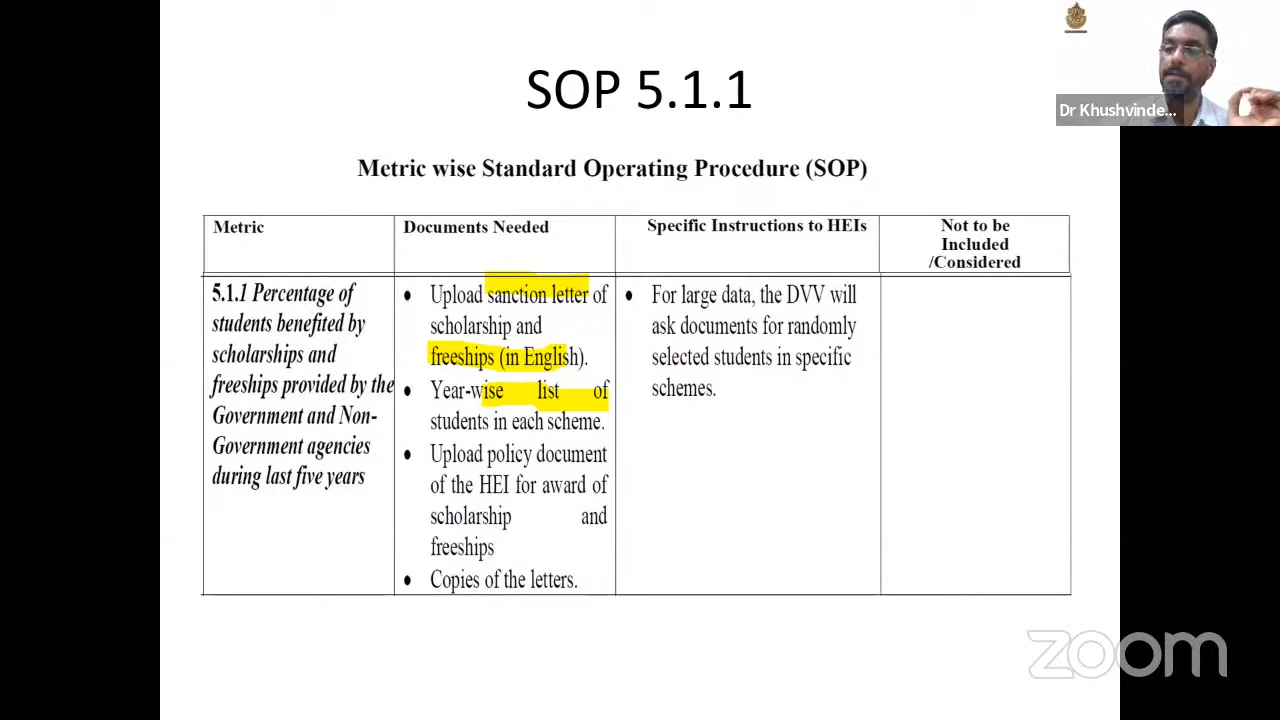 SOP 5.1.1
Dr Khushvinde...
Metric wise Standard Operating Procedure (SOP)
Metric
Documents Needed
Specific Instructions to HEIs
Not to be
Included
/Considered
5.1.1 Percentage of
students benefited by
scholarships and
freeships provided by the
Government and Non-
Government agencies
during last five years
• Upload sanction letter of
scholarship and
freeships (in English).
• Year-wise list of
students in each scheme.
• Upload policy document
of the HEI for award of
scholarship and
freeships
• Copies of the letters.
• For large data, the DVV will
ask documents for randomly
selected students in specific
schemes.
zoom